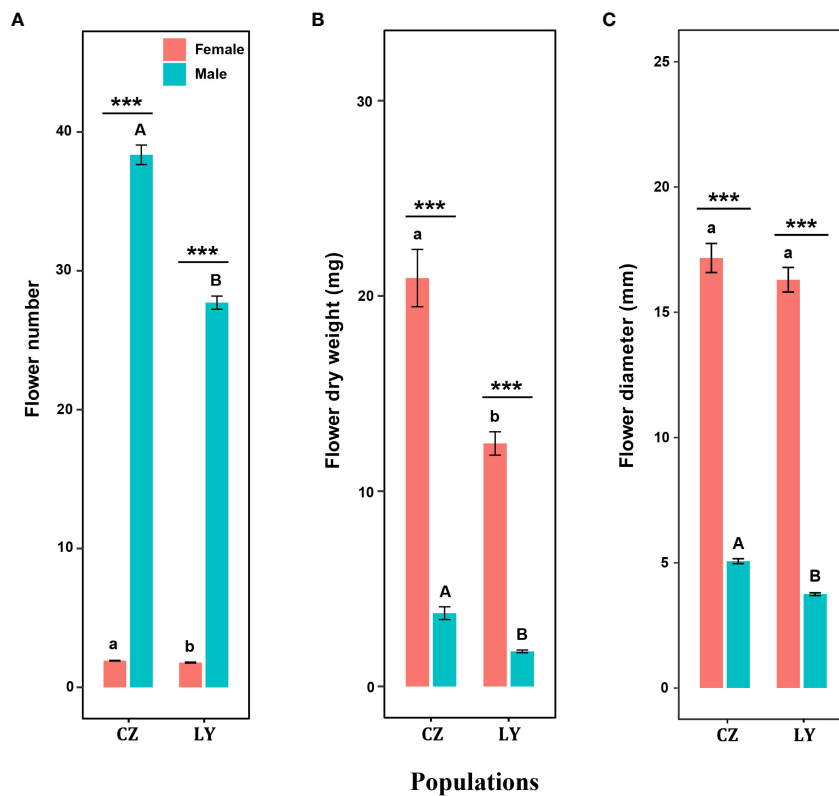 A
Flower number
40
30
20
10
0
Female
Male
***
A
***
B
a
b
CZ
LY
B
Flower dry weight (mg)
30
20
10
0
***
a
***
b
A
B
CZ
LY
C
Flower diameter (mm)
25
20
15
10
5
0
***
a
***
a
A
B
CZ
LY
Populations